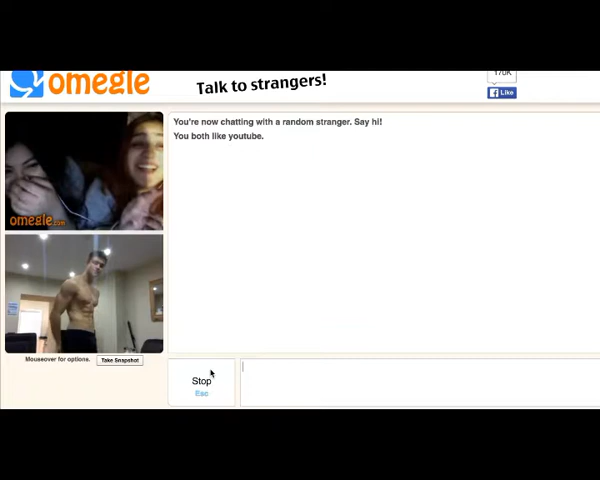 omegle
Talk to strangers!
170K
Like
You're now chatting with a random stranger. Say hi!
You both like youtube.
omegle.com
Mouseover for options.
Take Snapshot
Stop
Esc